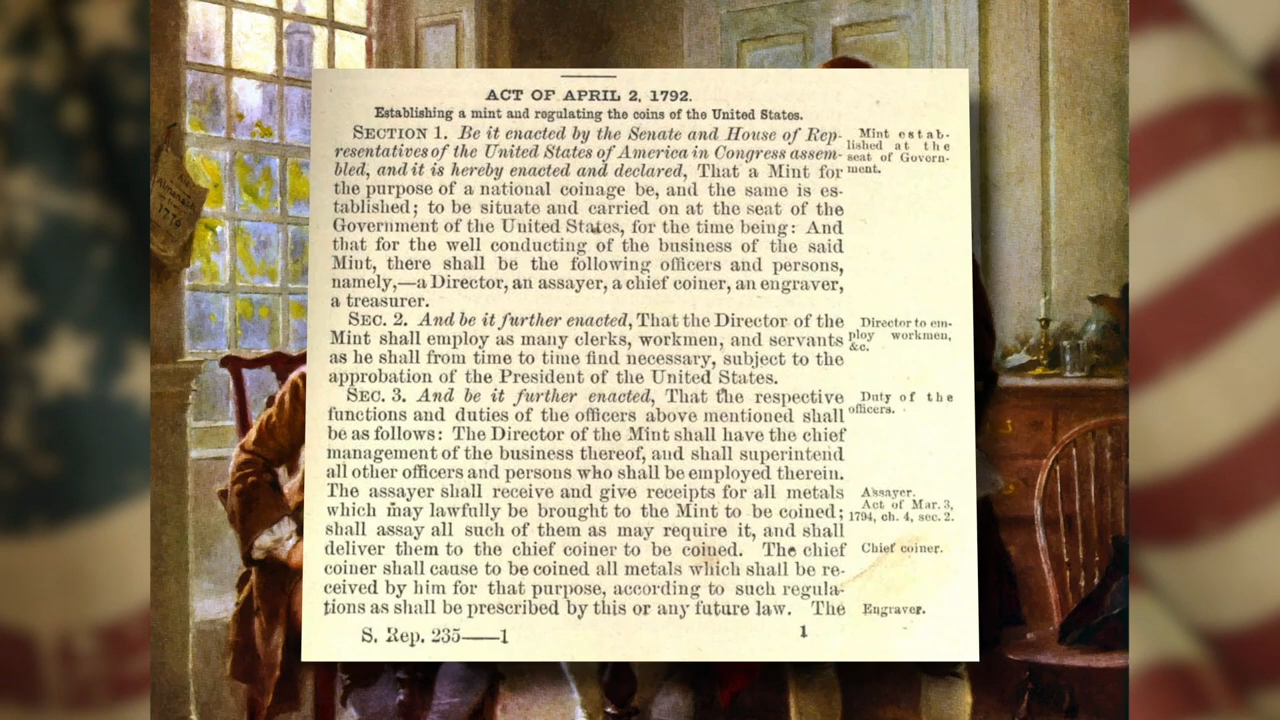 ACT OF APRIL 2, 1792.
Establishing a mint and regulating the coins of the United States.
SECTION 1. Be it enacted by the Senate and House of Rep-
resentatives of the United States of America in Congress assem-
bled, and it is hereby enacted and declared, That a Mint for
the purpose of a national coinage be, and the same is es-
tablished; to be situate and carried on at the seat of the
Government of the United States, for the time being: And
that for the well conducting of the business of the said
Mint, there shall be the following officers and persons,
namely,—a Director, an assayer, a chief coiner, an engraver,
a treasurer.
Mint estab-
lished at the
seat of Govern-
ment.
SEC. 2. And be it further enacted, That the Director of the
Mint shall employ as many clerks, workmen, and servants
as he shall from time to time find necessary, subject to the
approbation of the President of the United States.
Director to em-
ploy workmen,
&c.
SEC. 3. And be it further enacted, That the respective
functions and duties of the officers above mentioned shall
be as follows: The Director of the Mint shall have the chief
management of the business thereof, and shall superintend
all other officers and persons who shall be employed therein.
The assayer shall receive and give receipts for all metals
which may lawfully be brought to the Mint to be coined;
shall assay all such of them as may require it, and shall
deliver them to the chief coiner to be coined. The chief
coiner shall cause to be coined all metals which shall be re-
ceived by him for that purpose, according to such regula-
tions as shall be prescribed by this or any future law. The
Duty of the
officers.
Assayer.
Act of Mar. 3,
1794, ch. 4, sec. 2.
Chief coiner.
Engraver.
S. Rep. 235——1
1
Almanack
1776